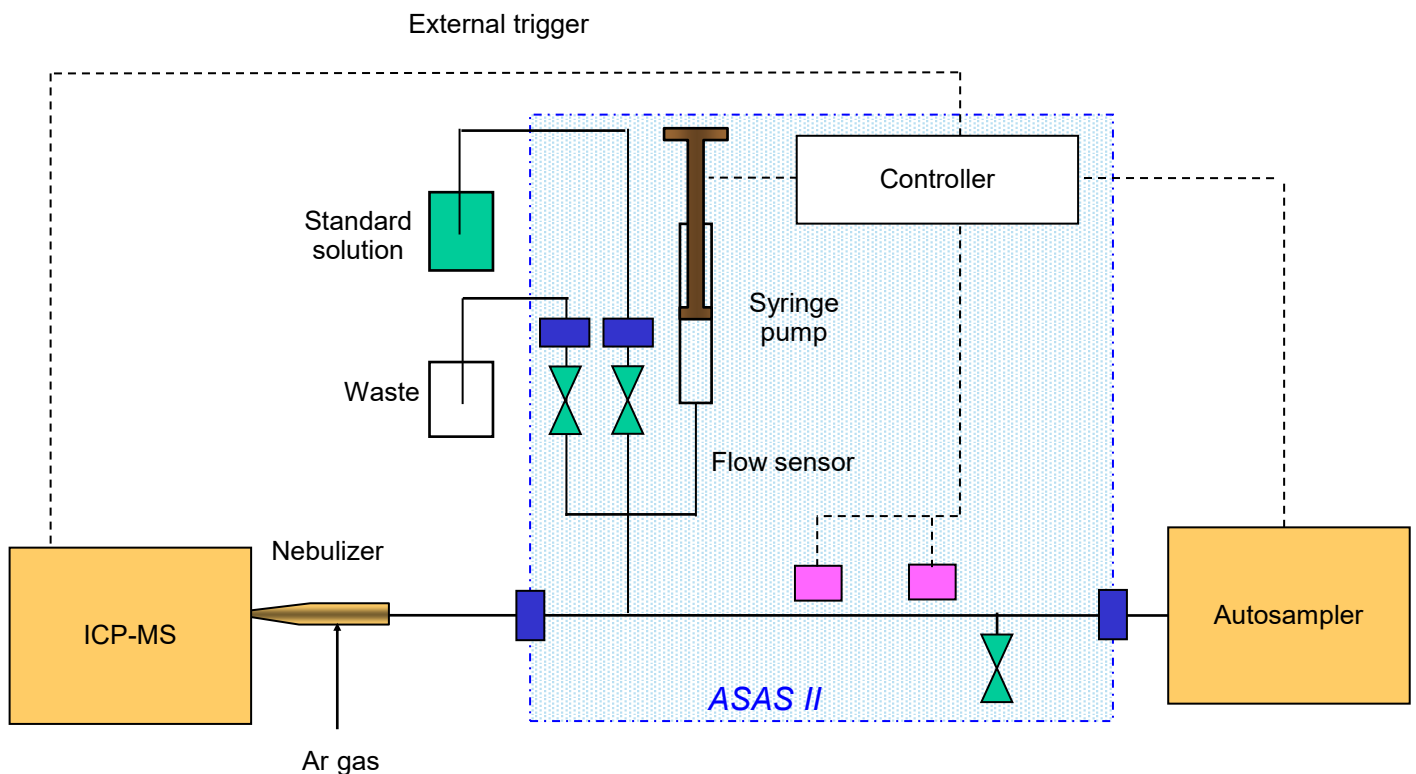 External trigger
Controller
Standard
solution
Syringe
pump
Waste
Flow sensor
Nebulizer
ICP-MS
Autosampler
ASAS II
Ar gas